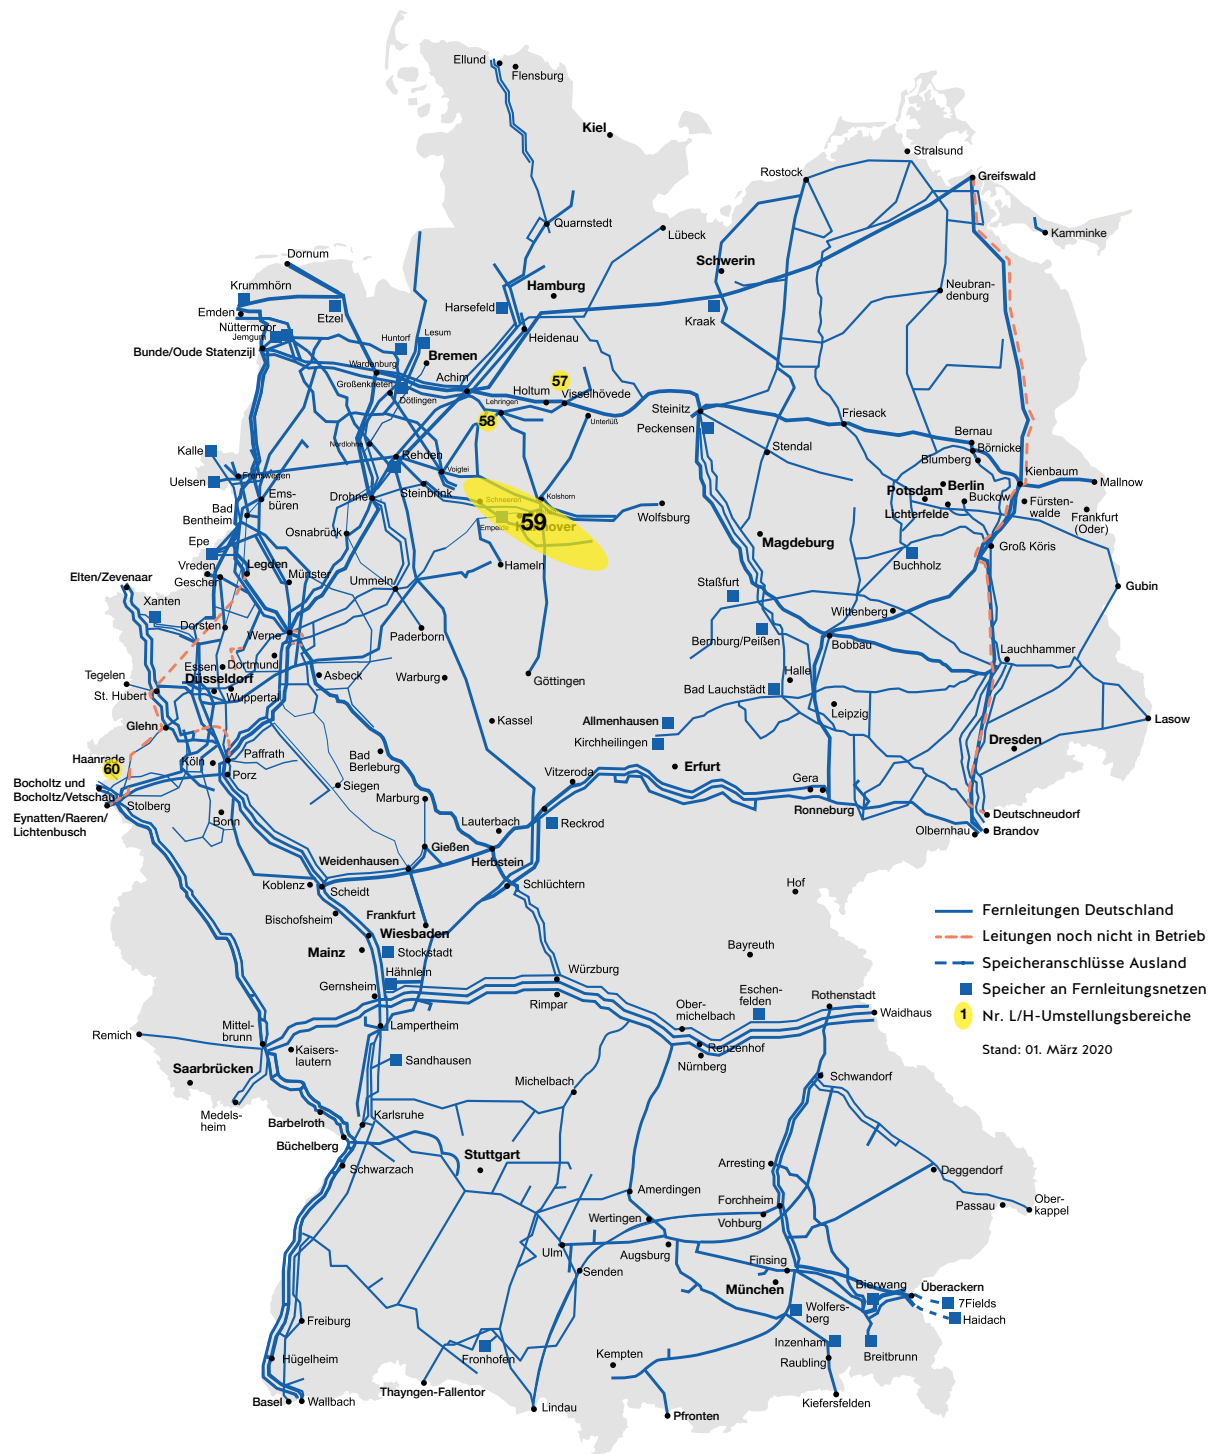 Ellund
Flensburg
Kiel
Stralsund
Rostock
Greifswald
Quarnstedt
Lübeck
Kamminke
Dornum
Schwerin
Krummhörn
Hamburg
Neubran-
denburg
Emden
Etzel
Harsefeld
Kraak
Nüttermoor
Jemgum
Huntorf
Lesum
Heidenau
Bunde/Oude Statenzijl
Bremen
Wardenburg
Großenkneten
Achim
57
Holtum
Visselhövede
Dötlingen
Lehringen
58
Unterlüß
Steinitz
Peckensen
Friesack
Bernau
Börnicke
Blumberg
Nordlohne
Kalle
Rehden
Stendal
Voigtei
Kienbaum
Uelsen
Frenswegen
Mallnow
Ems-
büren
Drohne
Steinbrink
Schneeren
Kolshorn
Potsdam
Berlin
Buckow
Lichterfelde
Fürsten-
walde
Frankfurt
(Oder)
Wolfsburg
Bad
Bentheim
Empelde
59
Hannover
Osnabrück
Epe
Magdeburg
Groß Köris
Buchholz
Vreden
Legden
Gescher
Münster
Hameln
Elten/Zevenaar
Ummeln
Staßfurt
Gubin
Xanten
Wittenberg
Dorsten
Werne
Paderborn
Bernburg/Peißen
Bobbau
Lauchhammer
Essen
Dortmund
Tegelen
Düsseldorf
Asbeck
Warburg
Göttingen
Halle
Bad Lauchstädt
St. Hubert
Wuppertal
Leipzig
Glehn
Kassel
Allmenhausen
Lasow
Kirchheilingen
Dresden
Haanrade
60
Köln
Paffrath
Porz
Bad
Berleburg
Erfurt
Vitzeroda
Gera
Bocholtz und
Bocholtz/Vetschau
Siegen
Marburg
Stolberg
Ronneburg
Eynatten/Raeren/
Lichtenbusch
Bonn
Lauterbach
Reckrod
Deutschneudorf
Olbernhau
Brandov
Gießen
Weidenhausen
Herbstein
Koblenz
Scheidt
Schlüchtern
Hof
Bischofsheim
Frankfurt
Fernleitungen Deutschland
Wiesbaden
Leitungen noch nicht in Betrieb
Mainz
Stockstadt
Bayreuth
Speicheranschlüsse Ausland
Hähnlein
Würzburg
Gernsheim
Rimpar
Eschen-
felden
Speicher an Fernleitungsnetzen
Rothenstadt
Waidhaus
Ober-
michelbach
1
Nr. L/H-Umstellungsbereiche
Remich
Mittel-
brunn
Lampertheim
Kaisers-
lautern
Sandhausen
Renzenhof
Nürnberg
Stand: 01. März 2020
Saarbrücken
Michelbach
Schwandorf
Medels-
heim
Barbelroth
Karlsruhe
Büchelberg
Stuttgart
Schwarzach
Arresting
Deggendorf
Amerdingen
Forchheim
Passau
Ober-
kappel
Wertingen
Vohburg
Ulm
Augsburg
Senden
Finsing
München
Bierwang
Überackern
7Fields
Haidach
Wolfers-
berg
Freiburg
Inzenham
Breitbrunn
Raubling
Hügelheim
Fronhofen
Kempten
Basel
Wallbach
Thayngen-Fallentor
Lindau
Kiefersfelden
Pfronten